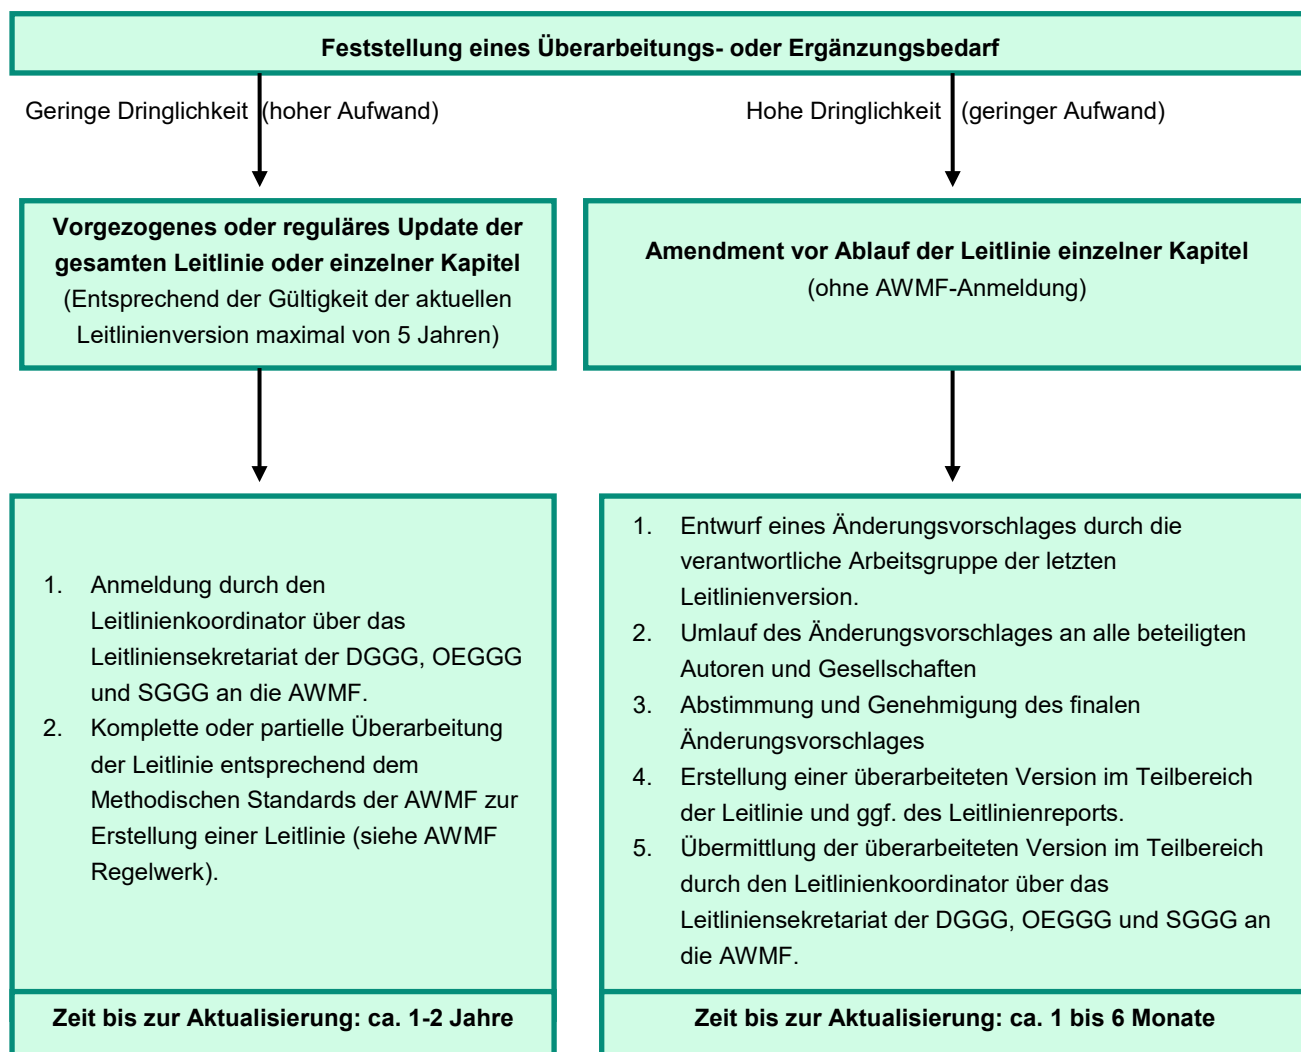 Feststellung eines Überarbeitungs- oder Ergänzungsbedarf
Geringe Dringlichkeit (hoher Aufwand)
Hohe Dringlichkeit (geringer Aufwand)
Vorgezogenes oder reguläres Update der
gesamten Leitlinie oder einzelner Kapitel
(Entsprechend der Gültigkeit der aktuellen
Leitlinienversion maximal von 5 Jahren)
Amendment vor Ablauf der Leitlinie einzelner Kapitel
(ohne AWMF-Anmeldung)
1. Anmeldung durch den
Leitlinienkoordinator über das
Leitliniensekretariat der DGGG, OEGGG
und SGGG an die AWMF.
2. Komplette oder partielle Überarbeitung
der Leitlinie entsprechend dem
Methodischen Standards der AWMF zur
Erstellung einer Leitlinie (siehe AWMF
Regelwerk).
Zeit bis zur Aktualisierung: ca. 1-2 Jahre
1. Entwurf eines Änderungsvorschlages durch die
verantwortliche Arbeitsgruppe der letzten
Leitlinienversion.
2. Umlauf des Änderungsvorschlages an alle beteiligten
Autoren und Gesellschaften
3. Abstimmung und Genehmigung des finalen
Änderungsvorschlages
4. Erstellung einer überarbeiteten Version im Teilbereich
der Leitlinie und ggf. des Leitlinienreports.
5. Übermittlung der überarbeiteten Version im Teilbereich
durch den Leitlinienkoordinator über das
Leitliniensekretariat der DGGG, OEGGG und SGGG an
die AWMF.
Zeit bis zur Aktualisierung: ca. 1 bis 6 Monate